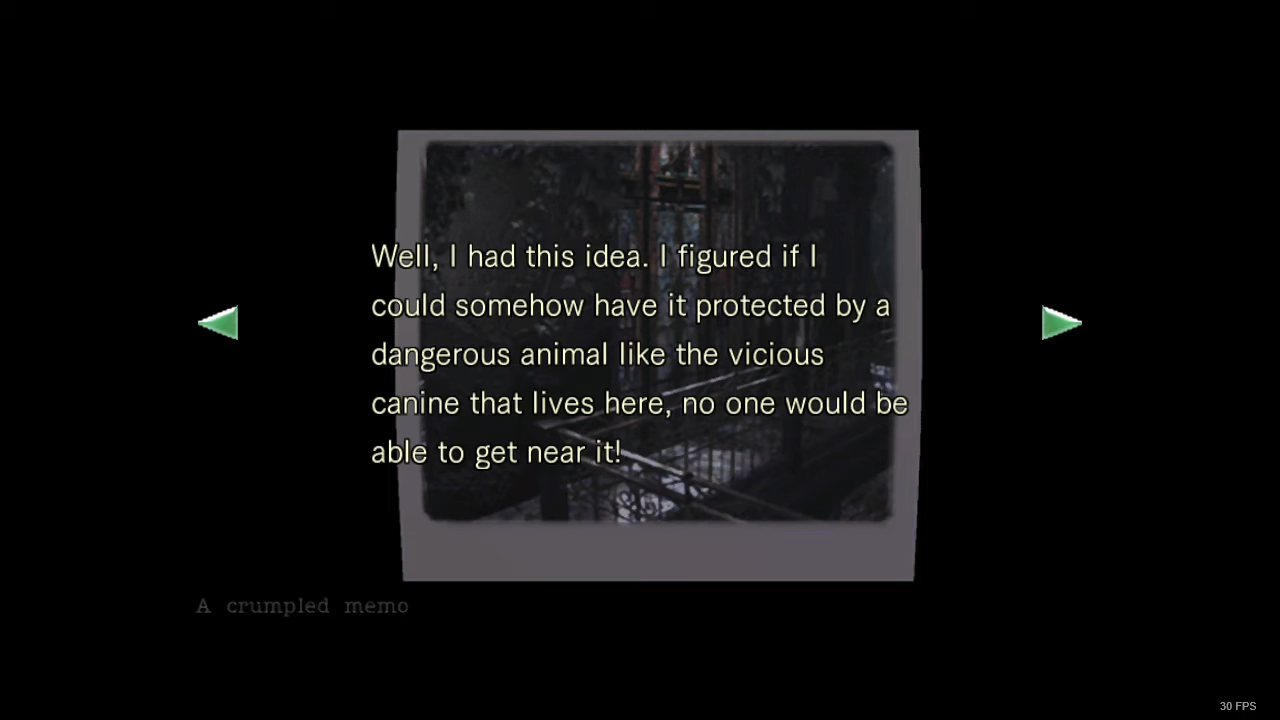 Well, I had this idea. I figured if I
could somehow have it protected by a
dangerous animal like the vicious
canine that lives here, no one would be
able to get near it!
A crumpled memo
30 FPS